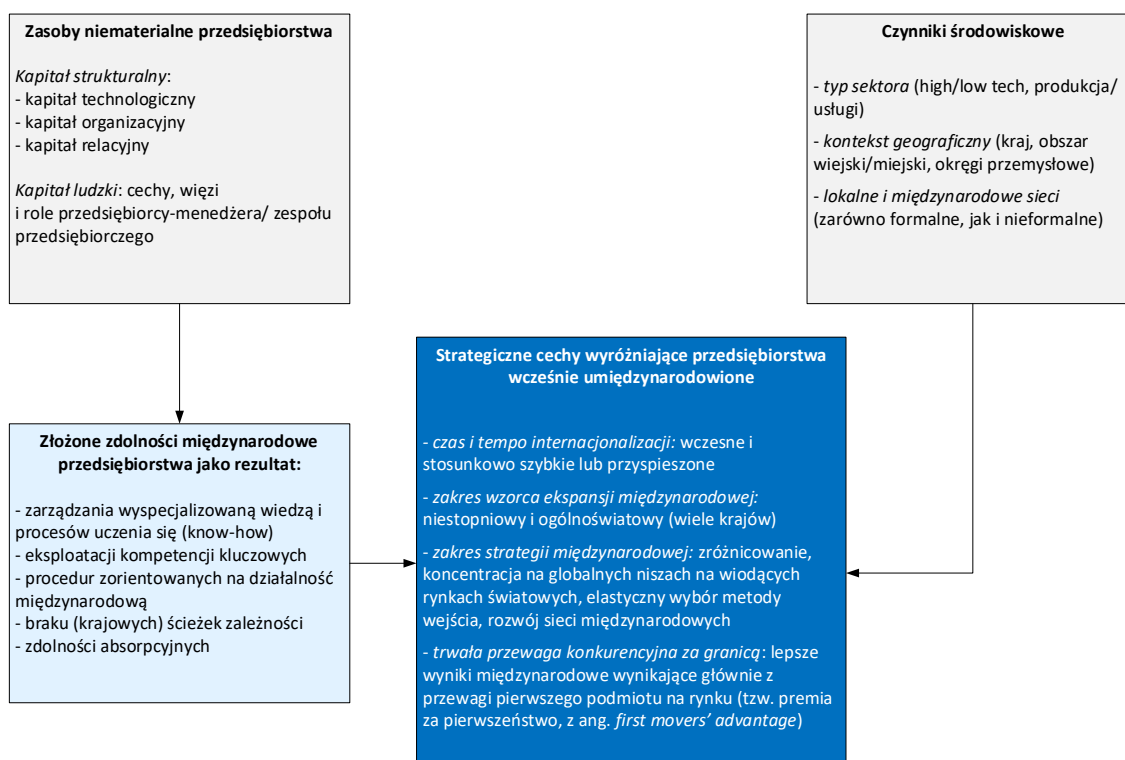 Zasoby niematerialne przedsiębiorstwa
Kapitał strukturalny:
- kapitał technologiczny
- kapitał organizacyjny
- kapitał relacyjny
Kapitał ludzki: cechy, więzi
i role przedsiębiorcy-menedżera/ zespołu
przedsiębiorczego
Czynniki środowiskowe
- typ sektora (high/low tech, produkcja/
usługi)
- kontekst geograficzny (kraj, obszar
wiejski/miejski, okręgi przemysłowe)
- lokalne i międzynarodowe sieci
(zarówno formalne, jak i nieformalne)
Złożone zdolności międzynarodowe
przedsiębiorstwa jako rezultat:
- zarządzania wyspecjalizowaną wiedzą i
procesów uczenia się (know-how)
- eksploatacji kompetencji kluczowych
- procedur zorientowanych na działalność
międzynarodową
- braku (krajowych) ścieżek zależności
- zdolności absorpcyjnych
Strategiczne cechy wyróżniające przedsiębiorstwa
wcześnie umiędzynarodowione
- czas i tempo internacjonalizacji: wczesne i
stosunkowo szybkie lub przyspieszone
- zakres wzorca ekspansji międzynarodowej:
niestopniowy i ogólnoświatowy (wiele krajów)
- zakres strategii międzynarodowej: zróżnicowanie,
koncentracja na globalnych niszach na wiodących
rynkach światowych, elastyczny wybór metody
wejścia, rozwój sieci międzynarodowych
- trwała przewaga konkurencyjna za granicą: lepsze
wyniki międzynarodowe wynikające głównie z
przewagi pierwszego podmiotu na rynku (tzw. premia
za pierwszeństwo, z ang. first movers’ advantage)